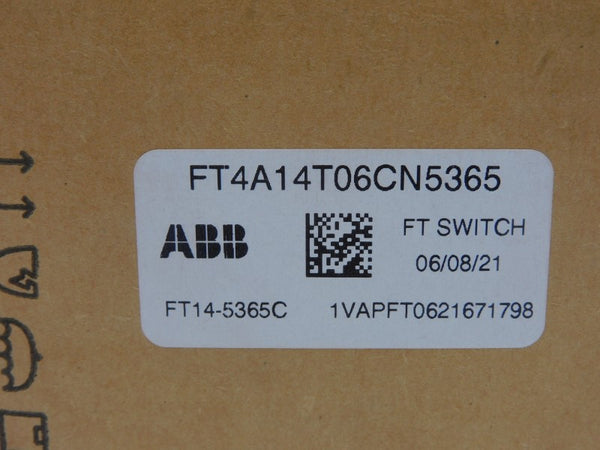 FT4A14T06CN5365
ABB
FT SWITCH
06/08/21
FT14-5365C 1VAPFT0621671798